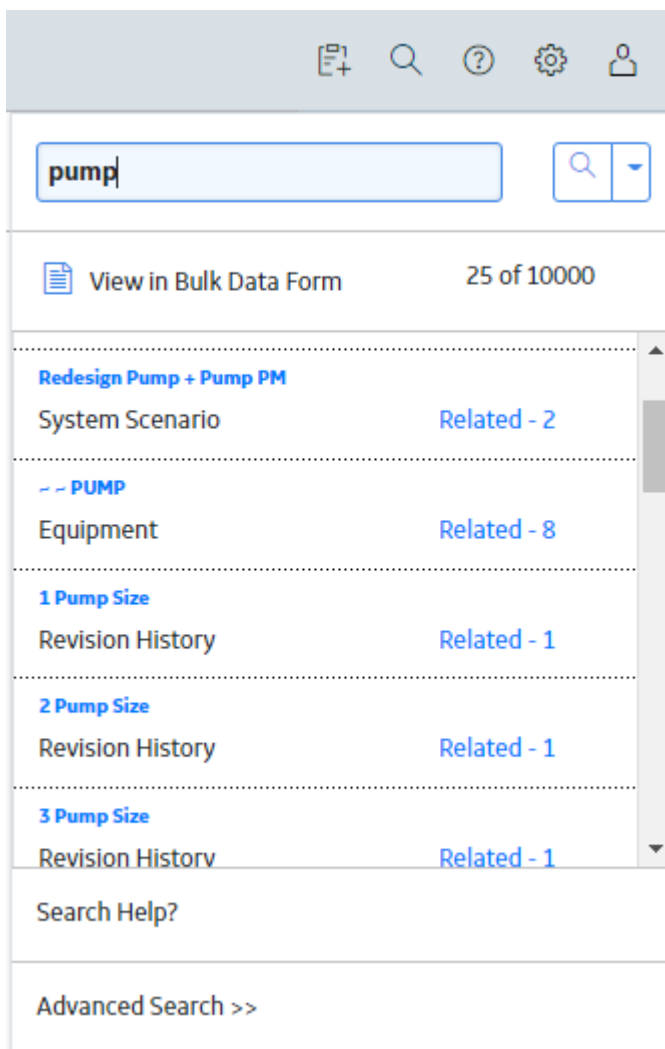 pump
View in Bulk Data Form 25 of 10000
Redesign Pump + Pump PM
System Scenario Related - 2
~ ~ PUMP
Equipment Related - 8
1 Pump Size
Revision History Related - 1
2 Pump Size
Revision History Related - 1
3 Pump Size
Revision History Related - 1
Search Help?
Advanced Search >>